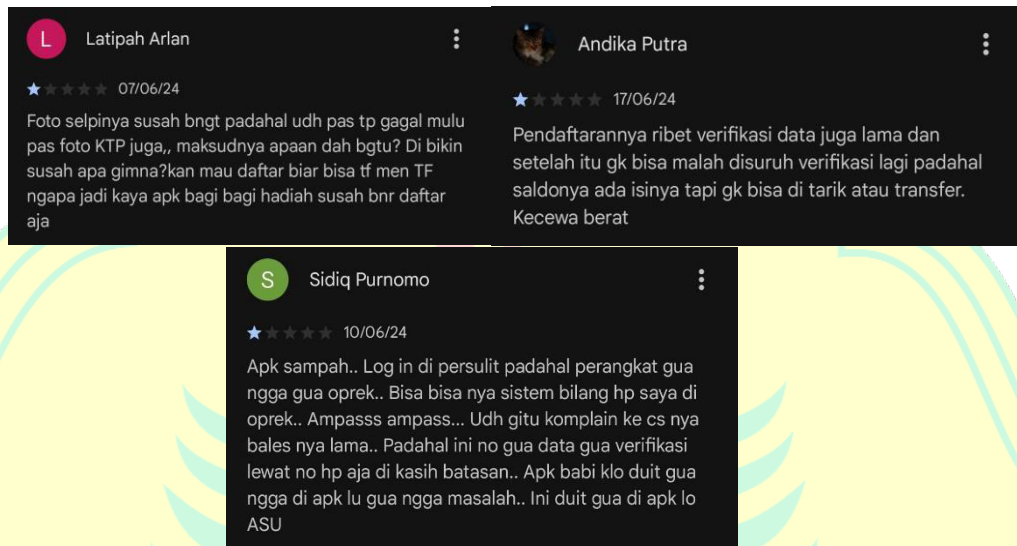 L
Latipah Arlan
07/06/24
Foto selpinya susah bngt padahal udh pas tp gagal mulu
pas foto KTP juga,, maksudnya apaan dah bgtu? Di bikin
susah apa gimna?kan mau daftar biar bisa tf men TF
ngapa jadi kaya apk bagi bagi hadiah susah bnr daftar
aja
Andika Putra
17/06/24
Pendaftarannya ribet verifikasi data juga lama dan
setelah itu gk bisa malah disuruh verifikasi lagi padahal
saldonya ada isinya tapi gk bisa di tarik atau transfer.
Kecewa berat
S
Sidiq Purnomo
10/06/24
Apk sampah.. Log in di persulit padahal perangkat gua
ngga gua oprek.. Bisa bisa nya sistem bilang hp saya di
oprek.. Ampasss ampass... Udh gitu komplain ke cs nya
bales nya lama.. Padahal ini no gua data gua verifikasi
lewat no hp aja di kasih batasan.. Apk babi klo duit gua
ngga di apk lu gua ngga masalah.. Ini duit gua di apk lo
ASU